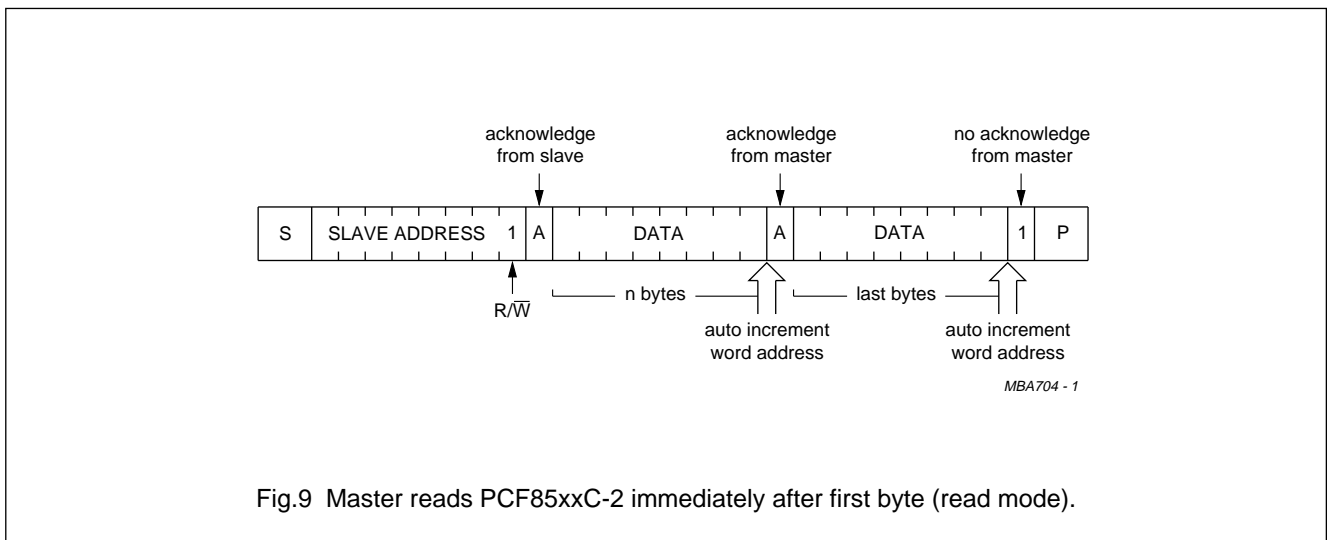 acknowledge
from slave
acknowledge
from master
no acknowledge
from master
S SLAVE ADDRESS 1 A DATA A DATA 1 P
R/W̅
n bytes
last bytes
auto increment
word address
auto increment
word address
MBA704 - 1
Fig.9 Master reads PCF85xxC-2 immediately after first byte (read mode).